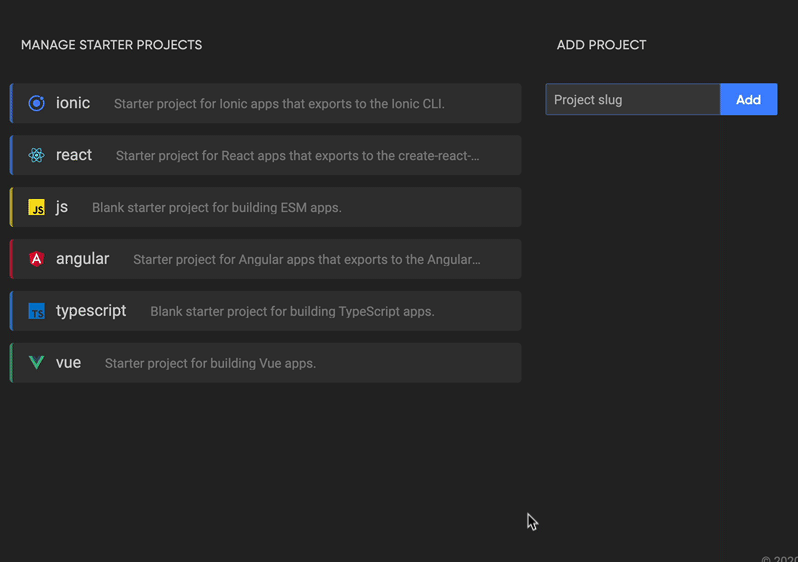 MANAGE STARTER PROJECTS
ADD PROJECT
ionic Starter project for Ionic apps that exports to the Ionic CLI.
Project slug Add
react Starter project for React apps that exports to the create-react-...
JS js Blank starter project for building ESM apps.
A angular Starter project for Angular apps that exports to the Angular...
TS typescript Blank starter project for building TypeScript apps.
vue Starter project for building Vue apps.
© 2020